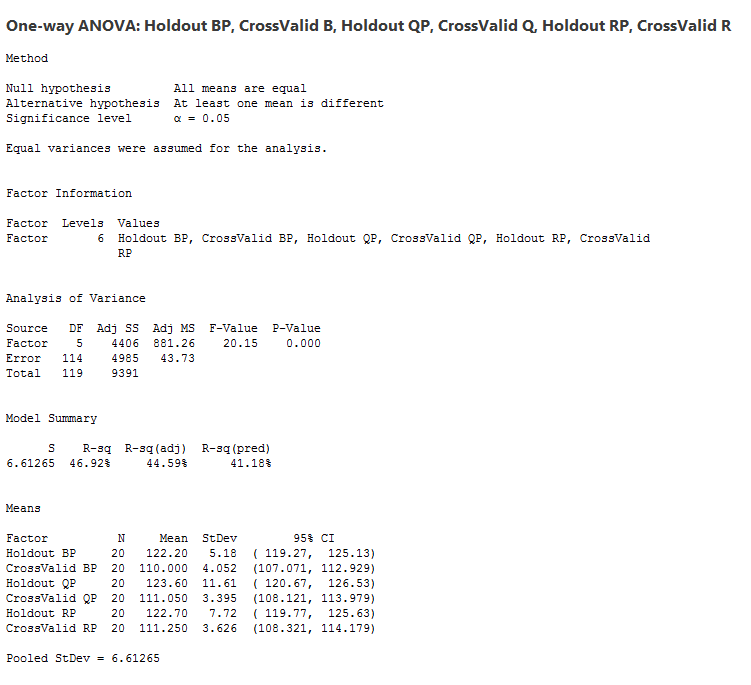 One-way ANOVA: Holdout BP, CrossValid B, Holdout QP, CrossValid Q, Holdout RP, CrossValid R
Method
Null hypothesis All means are equal
Alternative hypothesis At least one mean is different
Significance level α = 0.05
Equal variances were assumed for the analysis.
Factor Information
Factor Levels Values
Factor 6 Holdout BP, CrossValid BP, Holdout QP, CrossValid QP, Holdout RP, CrossValid
RP
Analysis of Variance
Source DF Adj SS Adj MS F-Value P-Value
Factor 5 4406 881.26 20.15 0.000
Error 114 4985 43.73
Total 119 9391
Model Summary
S R-sq R-sq(adj) R-sq(pred)
6.61265 46.92% 44.59% 41.18%
Means
Factor N Mean StDev 95% CI
Holdout BP 20 122.20 5.18 ( 119.27, 125.13)
CrossValid BP 20 110.000 4.052 (107.071, 112.929)
Holdout QP 20 123.60 11.61 ( 120.67, 126.53)
CrossValid QP 20 111.050 3.395 (108.121, 113.979)
Holdout RP 20 122.70 7.72 ( 119.77, 125.63)
CrossValid RP 20 111.250 3.626 (108.321, 114.179)
Pooled StDev = 6.61265